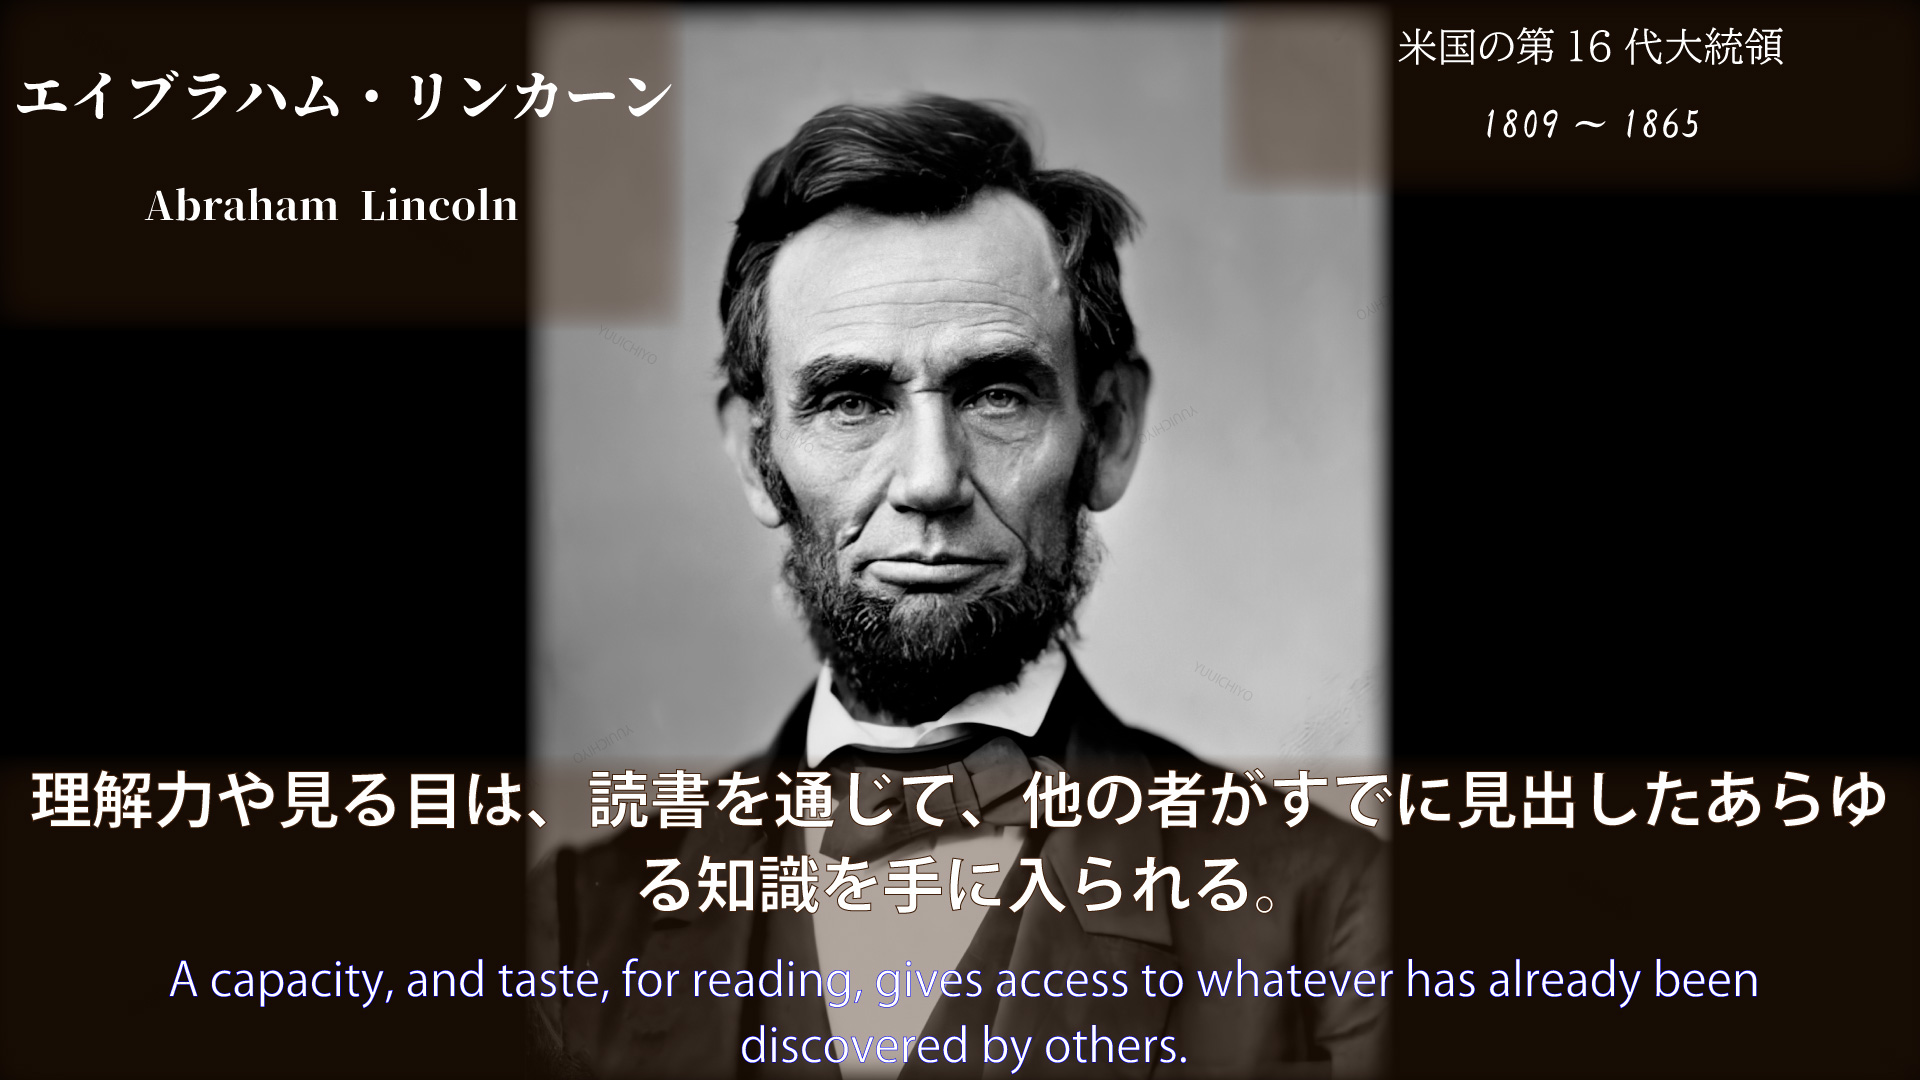 エイブラハム・リンカーン
Abraham Lincoln
米国の第 16 代大統領
1809 ～ 1865
YUUICHIYO
YUUICHIYO
YUUICHIYO
YUUICHIYO
理解力や見る目は、読書を通じて、他の者がすでに見出したあらゆ
る知識を手に入られる。
A capacity, and taste, for reading, gives access to whatever has already been
discovered by others.